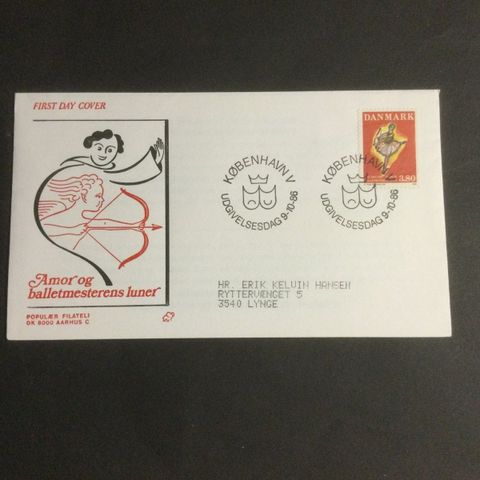 FIRST DAY COVER
DANMARK
3.80
KØBENHAVN V
UDGIVELSESDAG 9-10-86
KØBENHAVN V
UDGIVELSESDAG 9-10-86
Amor og
balletmesterens luner
POPULÆR FILATELI
DK 8000 AARHUS C
HR. ERIK KELVIN HANSEN
RYTTERVÆNGET 5
3540 LYNGE